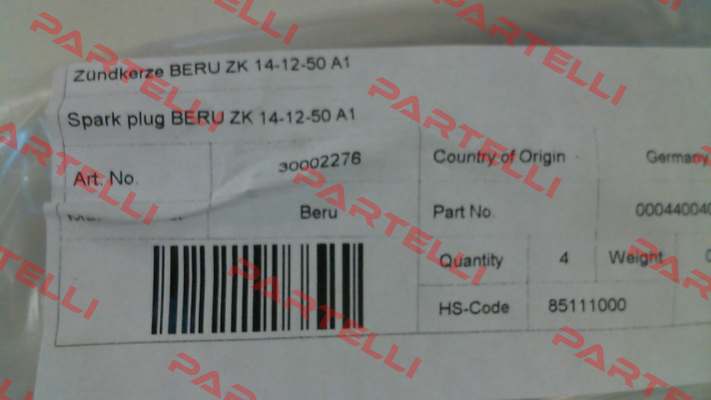 Zündkerze BERU ZK 14-12-50 A1
Spark plug BERU ZK 14-12-50 A1
Art. No. 30002276 Country of Origin Germany
Beru Part No. 000440040
Quantity 4 Weight
HS-Code 85111000
PARTELLI
PARTELLI
PARTELLI
PARTELLI
PARTELLI
PARTELLI
PARTELLI